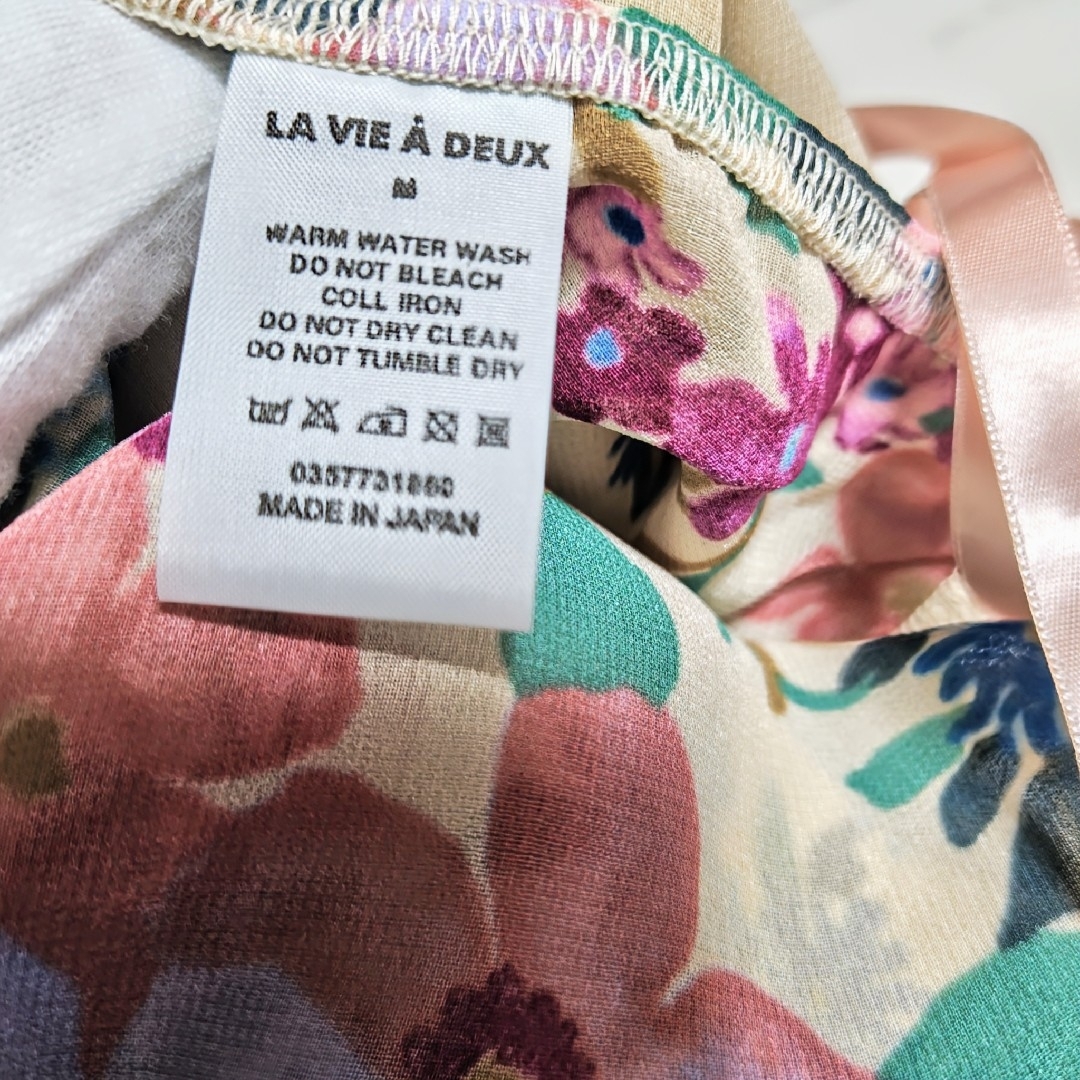 LA VIE À DEUX
M
WARM WATER WASH
DO NOT BLEACH
COLL IRON
DO NOT DRY CLEAN
DO NOT TUMBLE DRY
MADE IN JAPAN